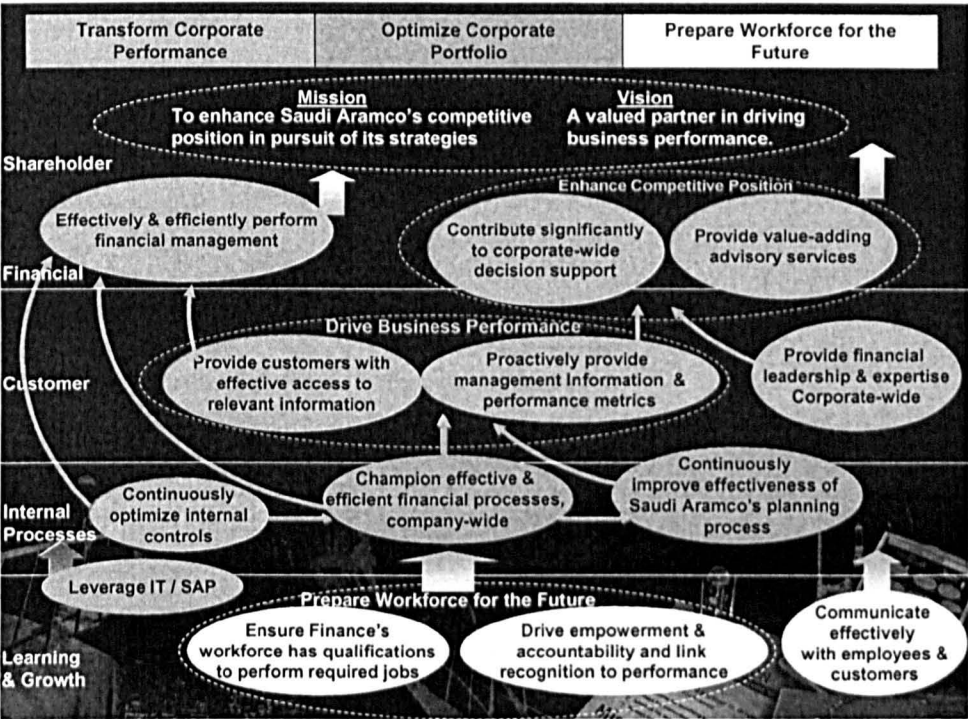 Transform Corporate
Performance
Optimize Corporate
Portfolio
Prepare Workforce for the
Future
Mission
To enhance Saudi Aramco's competitive
position in pursuit of its strategies
Vision
A valued partner in driving
business performance.
Shareholder
Enhance Competitive Position
Effectively & efficiently perform
financial management
Contribute significantly
to corporate-wide
decision support
Provide value-adding
advisory services
Financial
Drive Business Performance
Provide customers with
effective access to
relevant information
Proactively provide
management Information &
performance metrics
Provide financial
leadership & expertise
Corporate-wide
Customer
Continuously
optimize internal
controls
Champion effective &
efficient financial processes,
company-wide
Continuously
improve effectiveness of
Saudi Aramco's planning
process
Internal
Processes
Leverage IT / SAP
Prepare Workforce for the Future
Ensure Finance's
workforce has qualifications
to perform required jobs
Drive empowerment &
accountability and link
recognition to performance
Communicate
effectively
with employees &
customers
Learning
& Growth